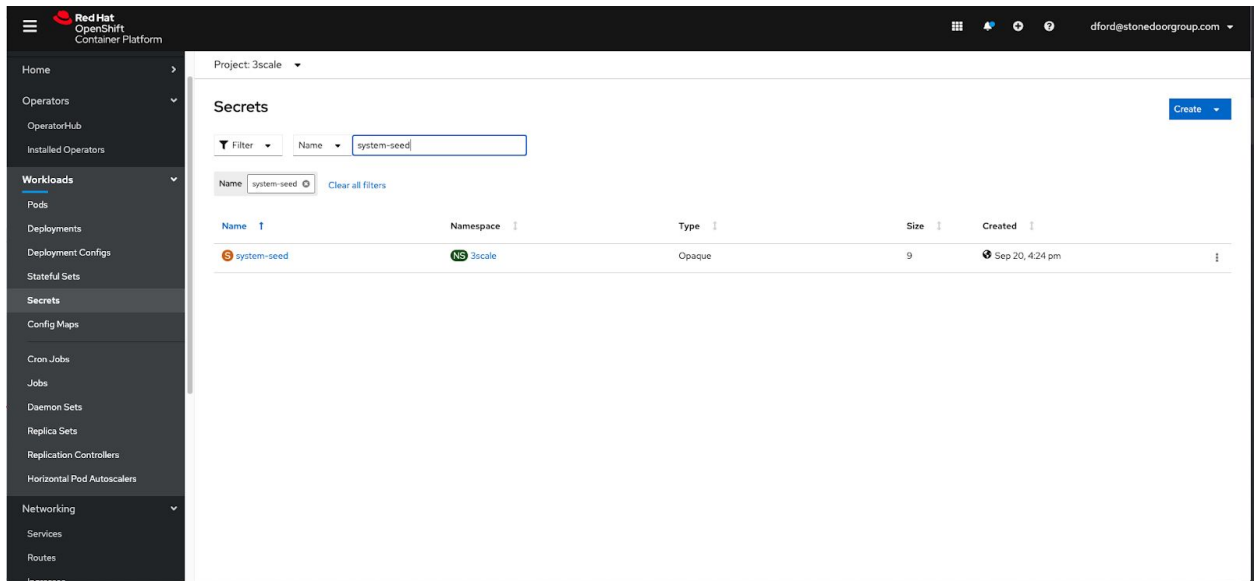 Red Hat
OpenShift
Container Platform
dford@stonedoorgroup.com
Home
Operators
OperatorHub
Installed Operators
Workloads
Pods
Deployments
Deployment Configs
Stateful Sets
Secrets
Config Maps
Cron Jobs
Jobs
Daemon Sets
Replica Sets
Replication Controllers
Horizontal Pod Autoscalers
Networking
Services
Routes
Project: 3scale
Secrets
Create
Filter Name system-seed
Name system-seed Clear all filters
Name Namespace Type Size Created
S system-seed NS 3scale Opaque 9 Sep 20, 4:24 pm